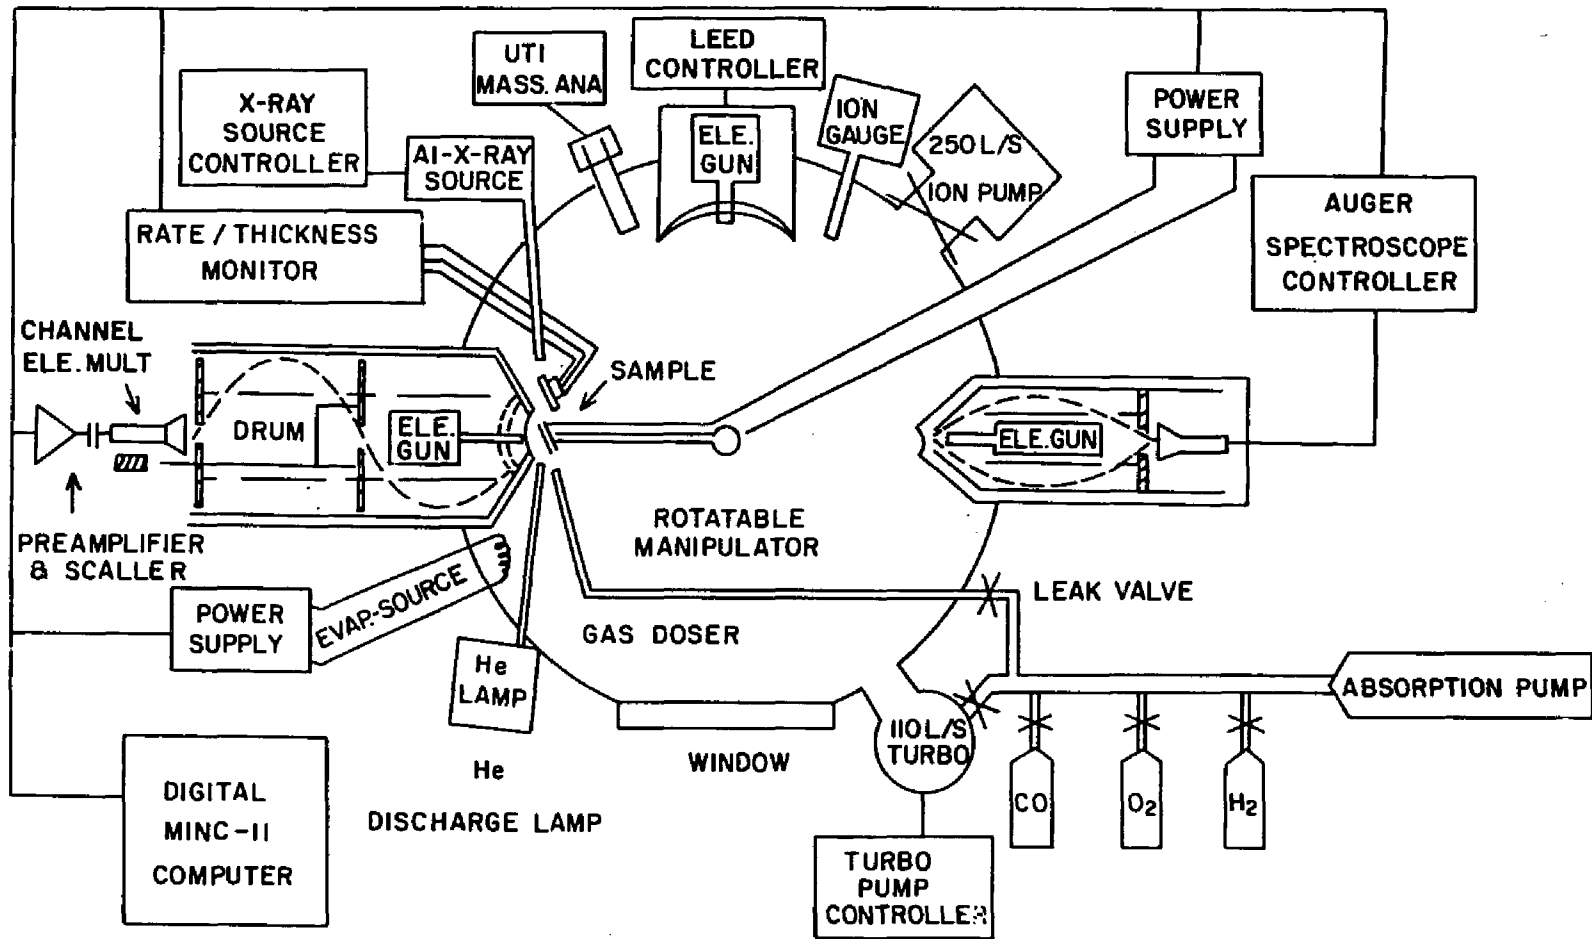 UTI
MASS. ANA
LEED
CONTROLLER
X-RAY
SOURCE
CONTROLLER
Al-X-RAY
SOURCE
ELE.
GUN
ION
GAUGE
250 L/S
ION PUMP
POWER
SUPPLY
AUGER
SPECTROSCOPE
CONTROLLER
RATE / THICKNESS
MONITOR
CHANNEL
ELE. MULT
SAMPLE
DRUM
ELE.
GUN
ELE. GUN
PREAMPLIFIER
& SCALLER
ROTATABLE
MANIPULATOR
POWER
SUPPLY
EVAP.-SOURCE
LEAK VALVE
GAS DOSER
He
LAMP
ABSORPTION PUMP
110 L/S
TURBO
WINDOW
He
DISCHARGE LAMP
CO
O₂
H₂
DIGITAL
MINC-11
COMPUTER
TURBO
PUMP
CONTROLLER